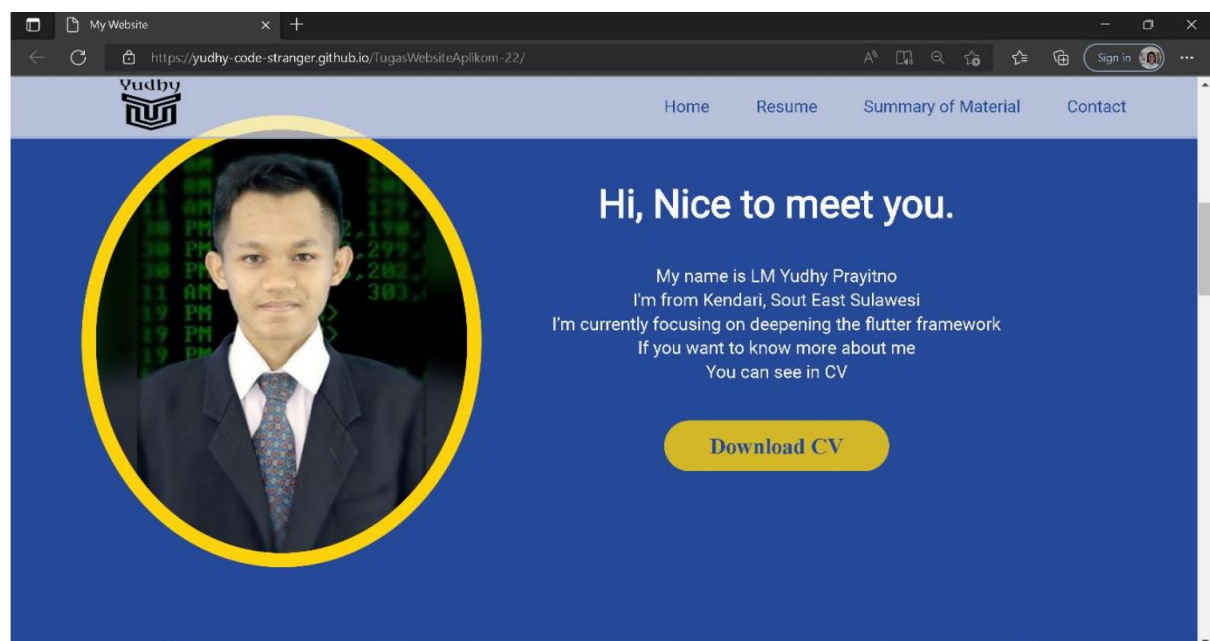 My Website
https://yudhy-code-stranger.github.io/TugasWebsiteAplikom-22/
Sign in
Yudhy
Home Resume Summary of Material Contact
Hi, Nice to meet you.
My name is LM Yudhy Prayitno
I'm from Kendari, Sout East Sulawesi
I'm currently focusing on deepening the flutter framework
If you want to know more about me
You can see in CV
Download CV